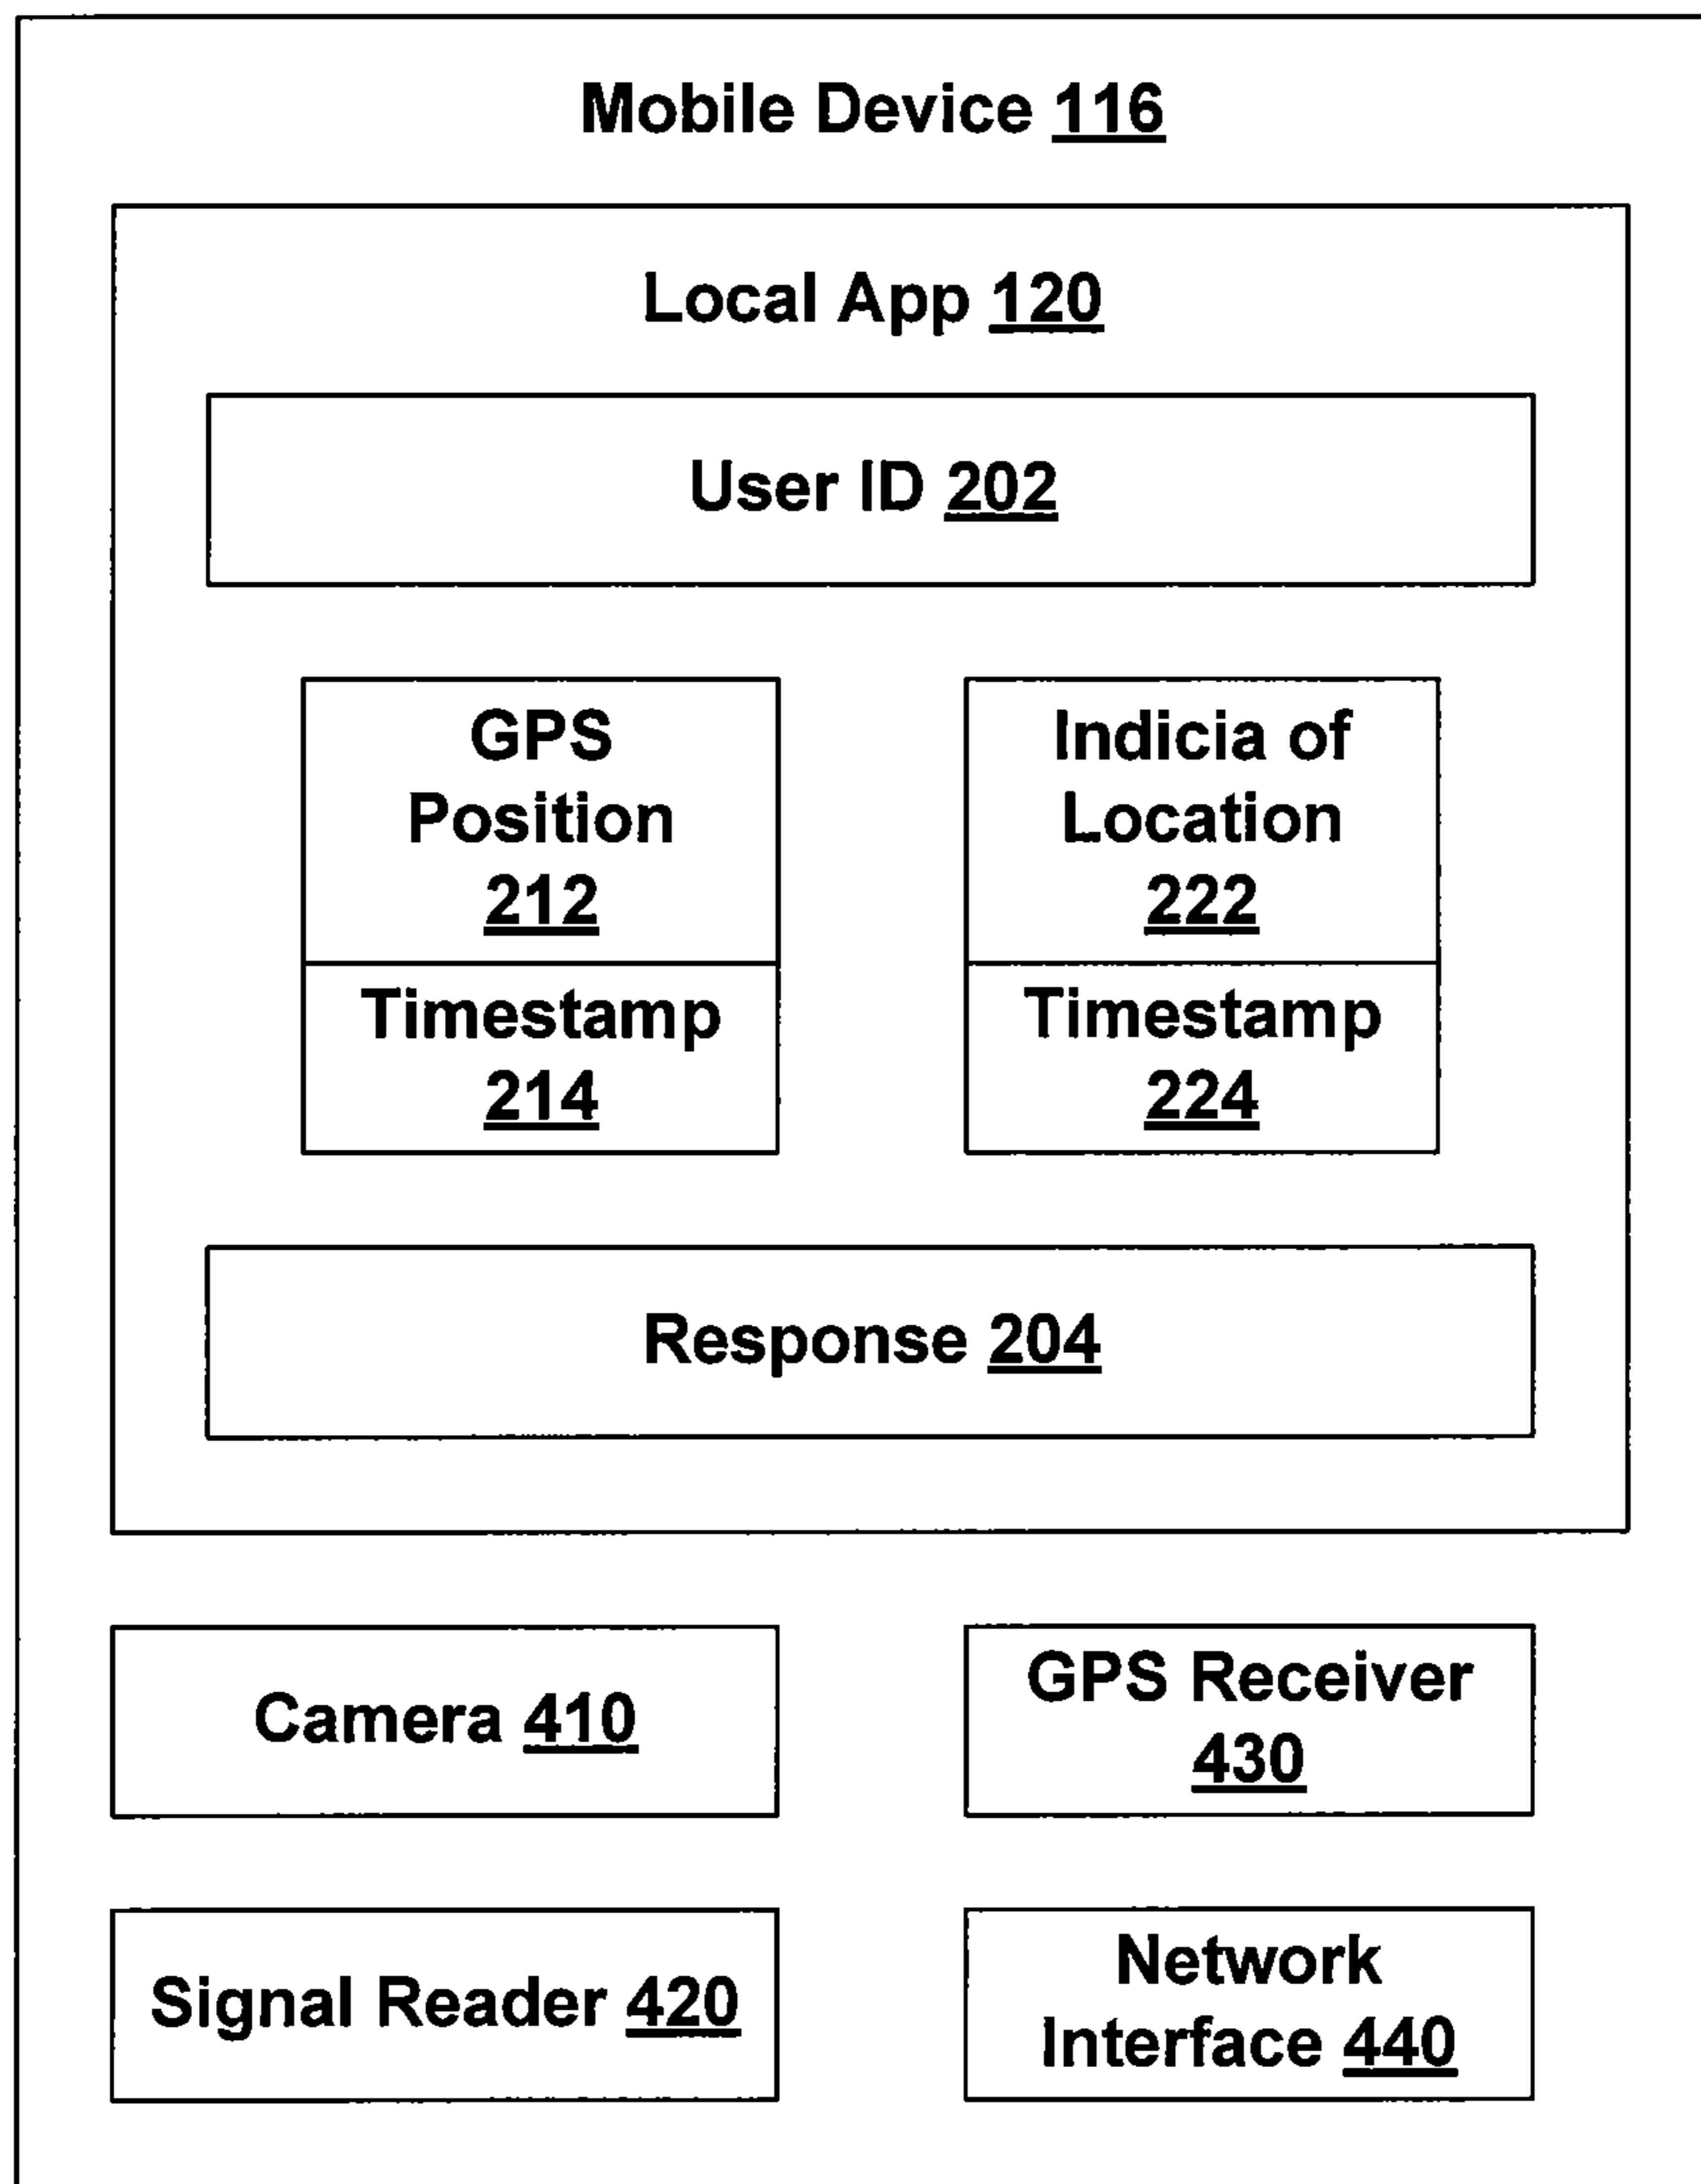 Mobile Device 116
Local App 120
User ID 202
GPS
Position
212
Timestamp
214
Indicia of
Location
222
Timestamp
224
Response 204
Camera 410
GPS Receiver
430
Signal Reader 420
Network
Interface 440